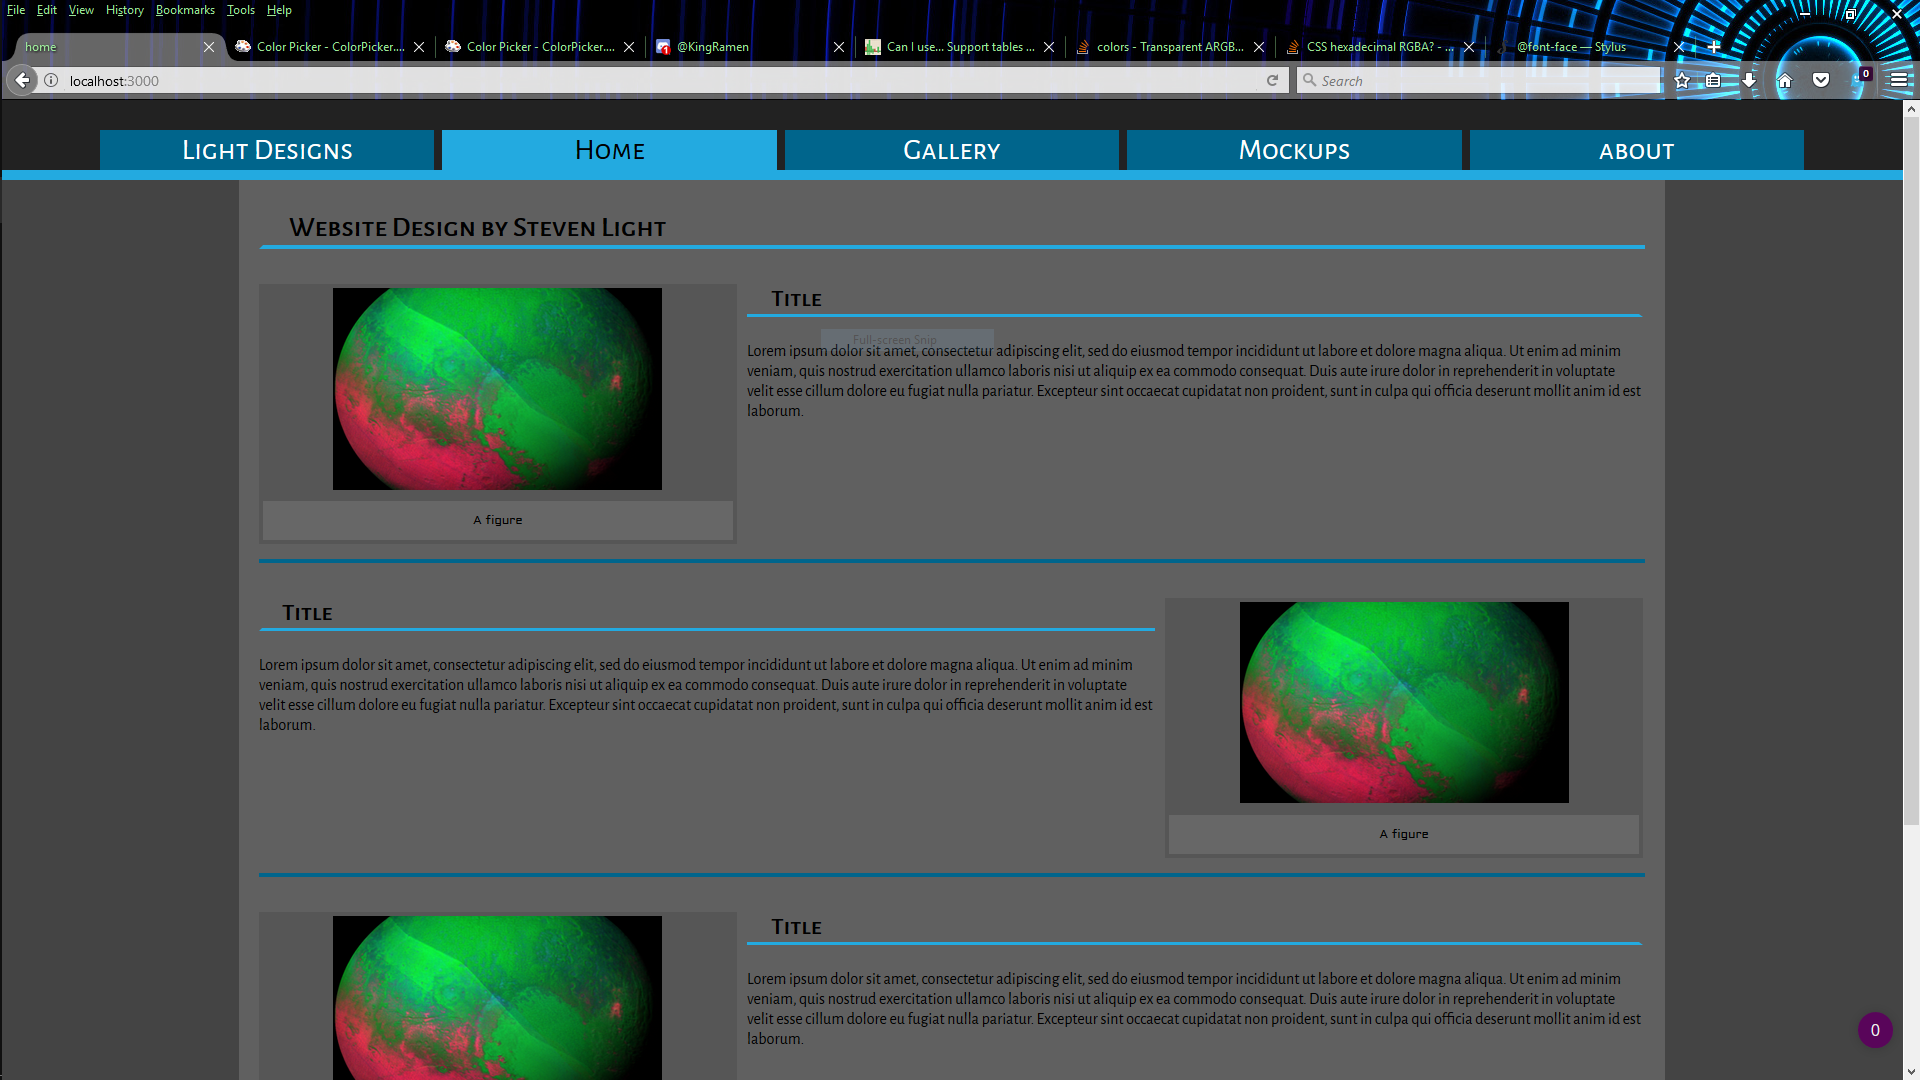 File Edit View History Bookmarks Tools Help
home
Color Picker - ColorPicker....
Color Picker - ColorPicker....
@KingRamen
Can I use... Support tables ...
colors - Transparent ARGB...
CSS hexadecimal RGBA? - ...
@font-face — Stylus
localhost:3000
Search
0
Light Designs
Home
Gallery
Mockups
about
Website Design by Steven Light
Title
Full-screen Snip
Lorem ipsum dolor sit amet, consectetur adipiscing elit, sed do eiusmod tempor incididunt ut labore et dolore magna aliqua. Ut enim ad minim
veniam, quis nostrud exercitation ullamco laboris nisi ut aliquip ex ea commodo consequat. Duis aute irure dolor in reprehenderit in voluptate
velit esse cillum dolore eu fugiat nulla pariatur. Excepteur sint occaecat cupidatat non proident, sunt in culpa qui officia deserunt mollit anim id est
laborum.
A figure
Title
Lorem ipsum dolor sit amet, consectetur adipiscing elit, sed do eiusmod tempor incididunt ut labore et dolore magna aliqua. Ut enim ad minim
veniam, quis nostrud exercitation ullamco laboris nisi ut aliquip ex ea commodo consequat. Duis aute irure dolor in reprehenderit in voluptate
velit esse cillum dolore eu fugiat nulla pariatur. Excepteur sint occaecat cupidatat non proident, sunt in culpa qui officia deserunt mollit anim id est
laborum.
A figure
Title
Lorem ipsum dolor sit amet, consectetur adipiscing elit, sed do eiusmod tempor incididunt ut labore et dolore magna aliqua. Ut enim ad minim
veniam, quis nostrud exercitation ullamco laboris nisi ut aliquip ex ea commodo consequat. Duis aute irure dolor in reprehenderit in voluptate
velit esse cillum dolore eu fugiat nulla pariatur. Excepteur sint occaecat cupidatat non proident, sunt in culpa qui officia deserunt mollit anim id est
laborum.
0